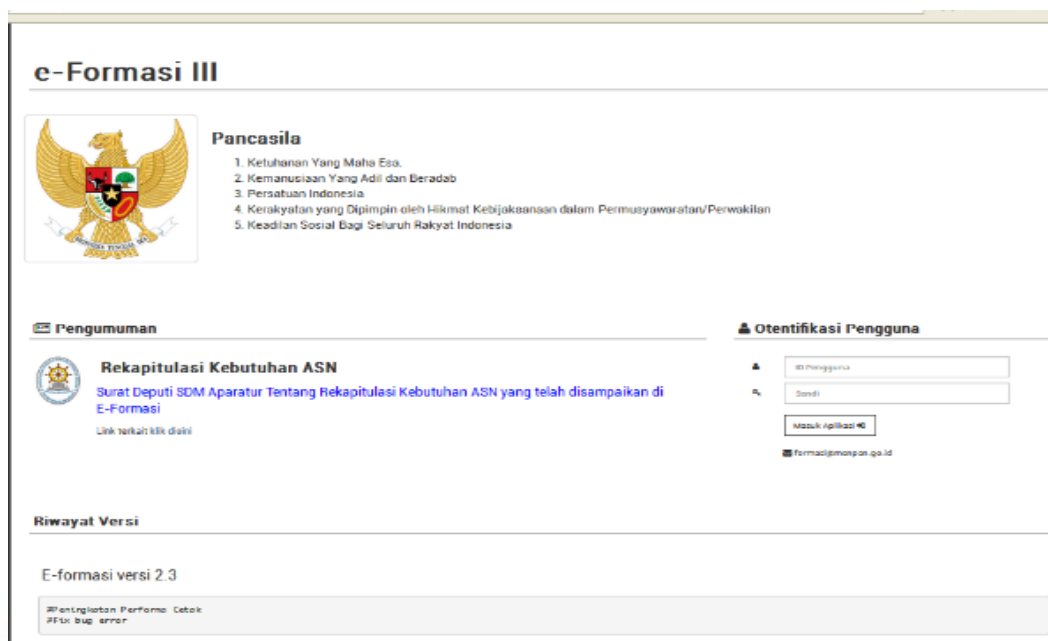 e-Formasi III
Pancasila
1. Ketuhanan Yang Maha Esa.
2. Kemanusiaan Yang Adil dan Beradab
3. Persatuan Indonesia
4. Kerakyatan yang Dipimpin oleh Hikmat Kebijaksanaan dalam Permusyawaratan/Perwakilan
5. Keadilan Sosial Bagi Seluruh Rakyat Indonesia
Pengumuman
Rekapitulasi Kebutuhan ASN
Surat Deputi SDM Aparatur Tentang Rekapitulasi Kebutuhan ASN yang telah disampaikan di
E-Formasi
Link terkait klik disini
Otentifikasi Pengguna
ID Pengguna
Sandi
Masuk Aplikasi
formasi@menpan.go.id
Riwayat Versi
E-formasi versi 2.3
#Peningkatan Performa Cetak
#Fix bug error